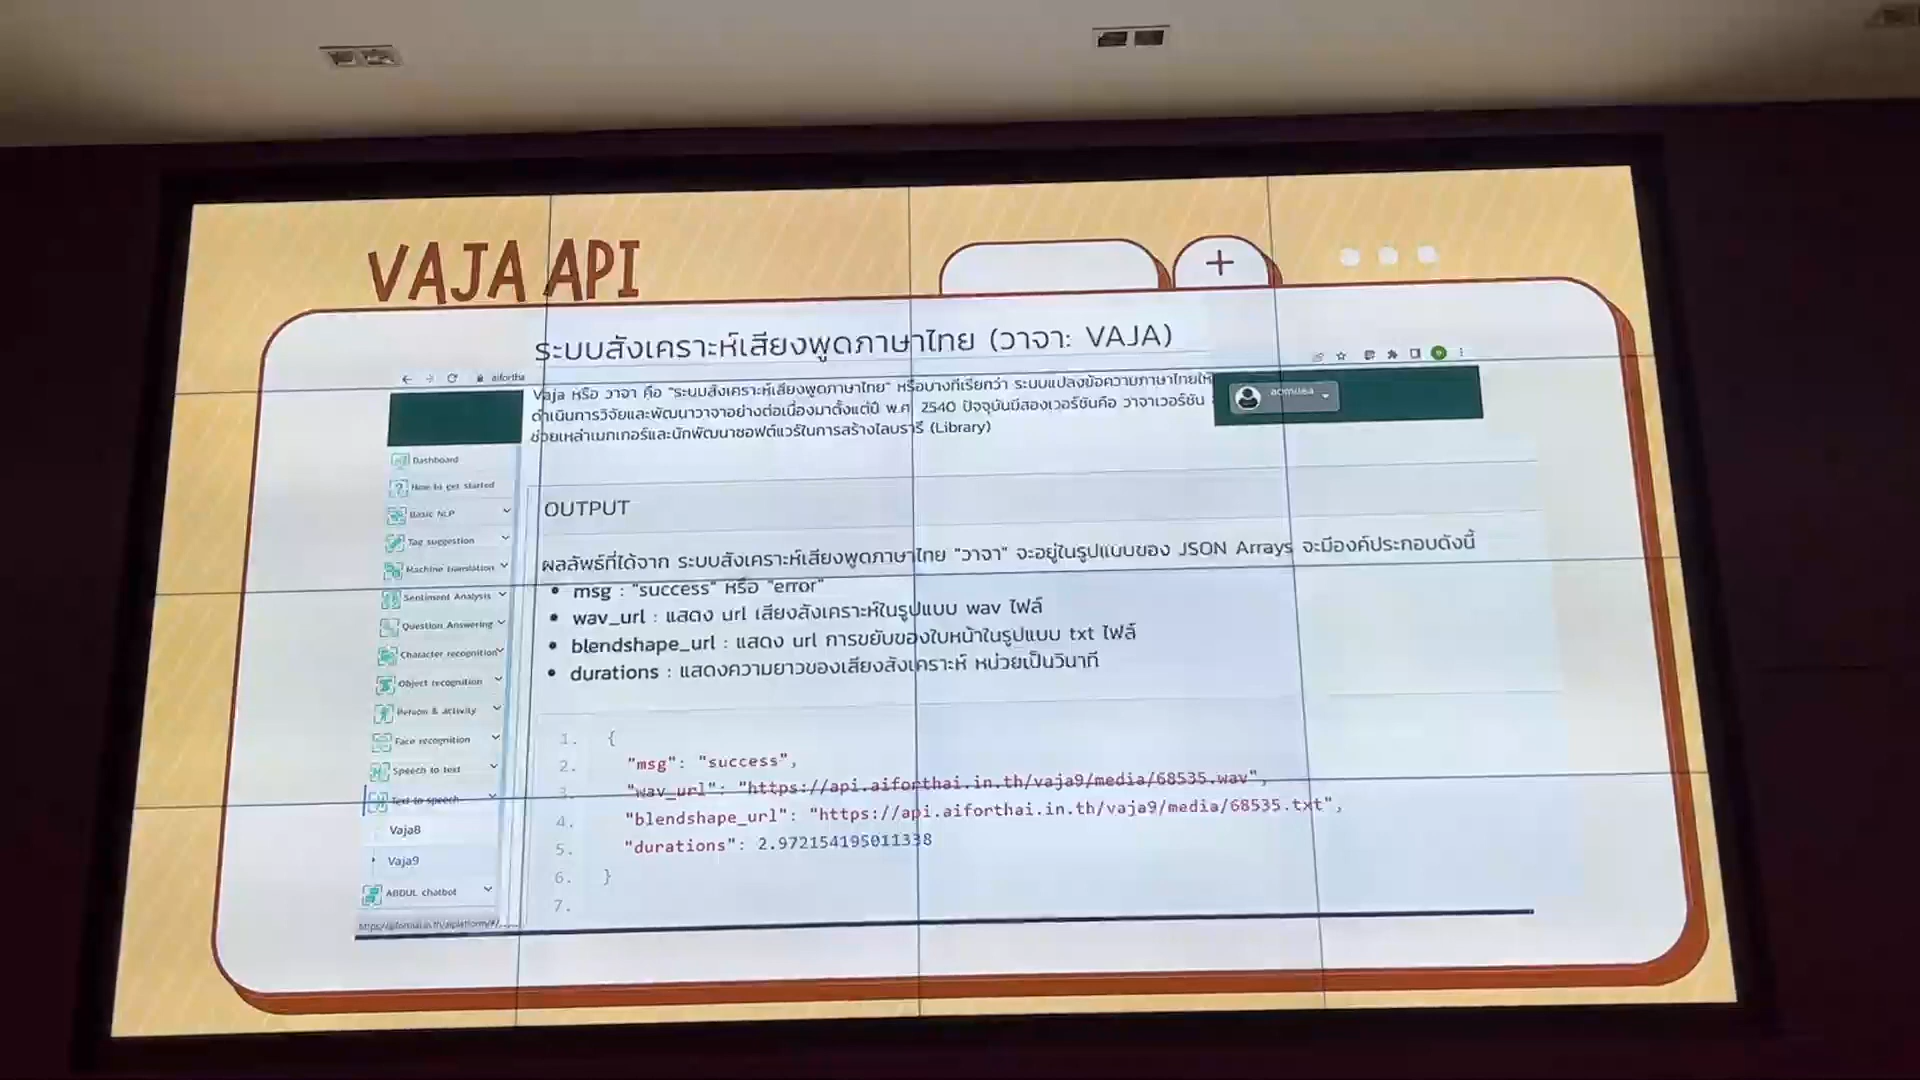 VAJA API
ระบบสังเคราะห์เสียงพูดภาษาไทย (วาจา: VAJA)
aiforthai
Vaja หรือ วาจา คือ "ระบบสังเคราะห์เสียงพูดภาษาไทย" หรือบางทีเรียกว่า ระบบแปลงข้อความภาษาไทยให้
ดำเนินการวิจัยและพัฒนาวาจาอย่างต่อเนื่องมาตั้งแต่ปี พ.ศ. 2540 ปัจจุบันมีสองเวอร์ชันคือ วาจาเวอร์ชัน
ช่วยเหล่าเมกเกอร์และนักพัฒนาซอฟต์แวร์ในการสร้างไลบรารี (Library)
Dashboard
How to get started
Basic NLP
Tag suggestion
Machine translation
Sentiment Analysis
Question Answering
Character recognition
Object recognition
Person & activity
Face recognition
Speech to text
Text to speech
Vaja8
Vaja9
ABDUL chatbot
OUTPUT
ผลลัพธ์ที่ได้จาก ระบบสังเคราะห์เสียงพูดภาษาไทย "วาจา" จะอยู่ในรูปแบบของ JSON Arrays จะมีองค์ประกอบดังนี้
• msg : "success" หรือ "error"
• wav_url : แสดง url เสียงสังเคราะห์ในรูปแบบ wav ไฟล์
• blendshape_url : แสดง url การขยับของใบหน้าในรูปแบบ txt ไฟล์
• durations : แสดงความยาวของเสียงสังเคราะห์ หน่วยเป็นวินาที
1. {
2. "msg": "success",
3. "wav_url": "https://api.aiforthai.in.th/vaja9/media/68535.wav",
4. "blendshape_url": "https://api.aiforthai.in.th/vaja9/media/68535.txt",
5. "durations": 2.972154195011338
6. }
7.